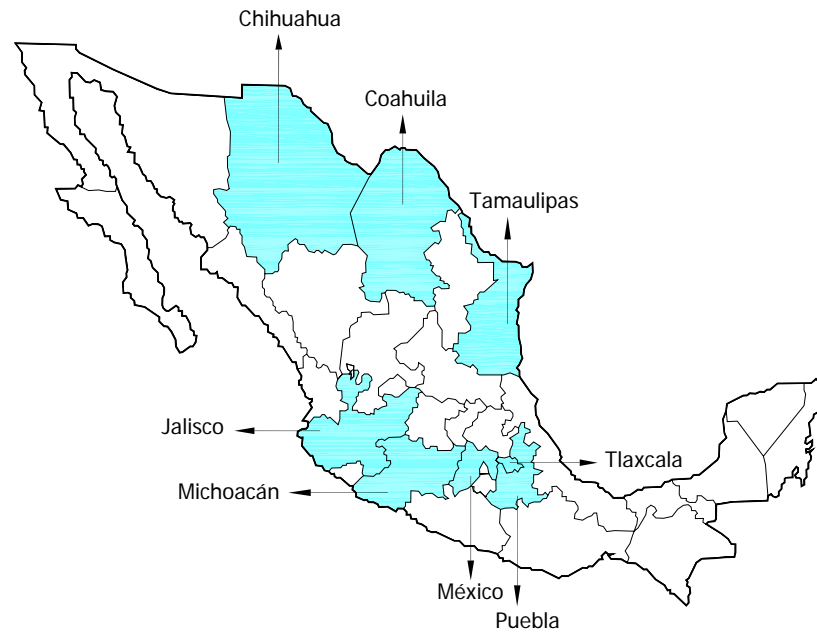 Chihuahua
Coahuila
Tamaulipas
Jalisco
Tlaxcala
Michoacán
México
Puebla